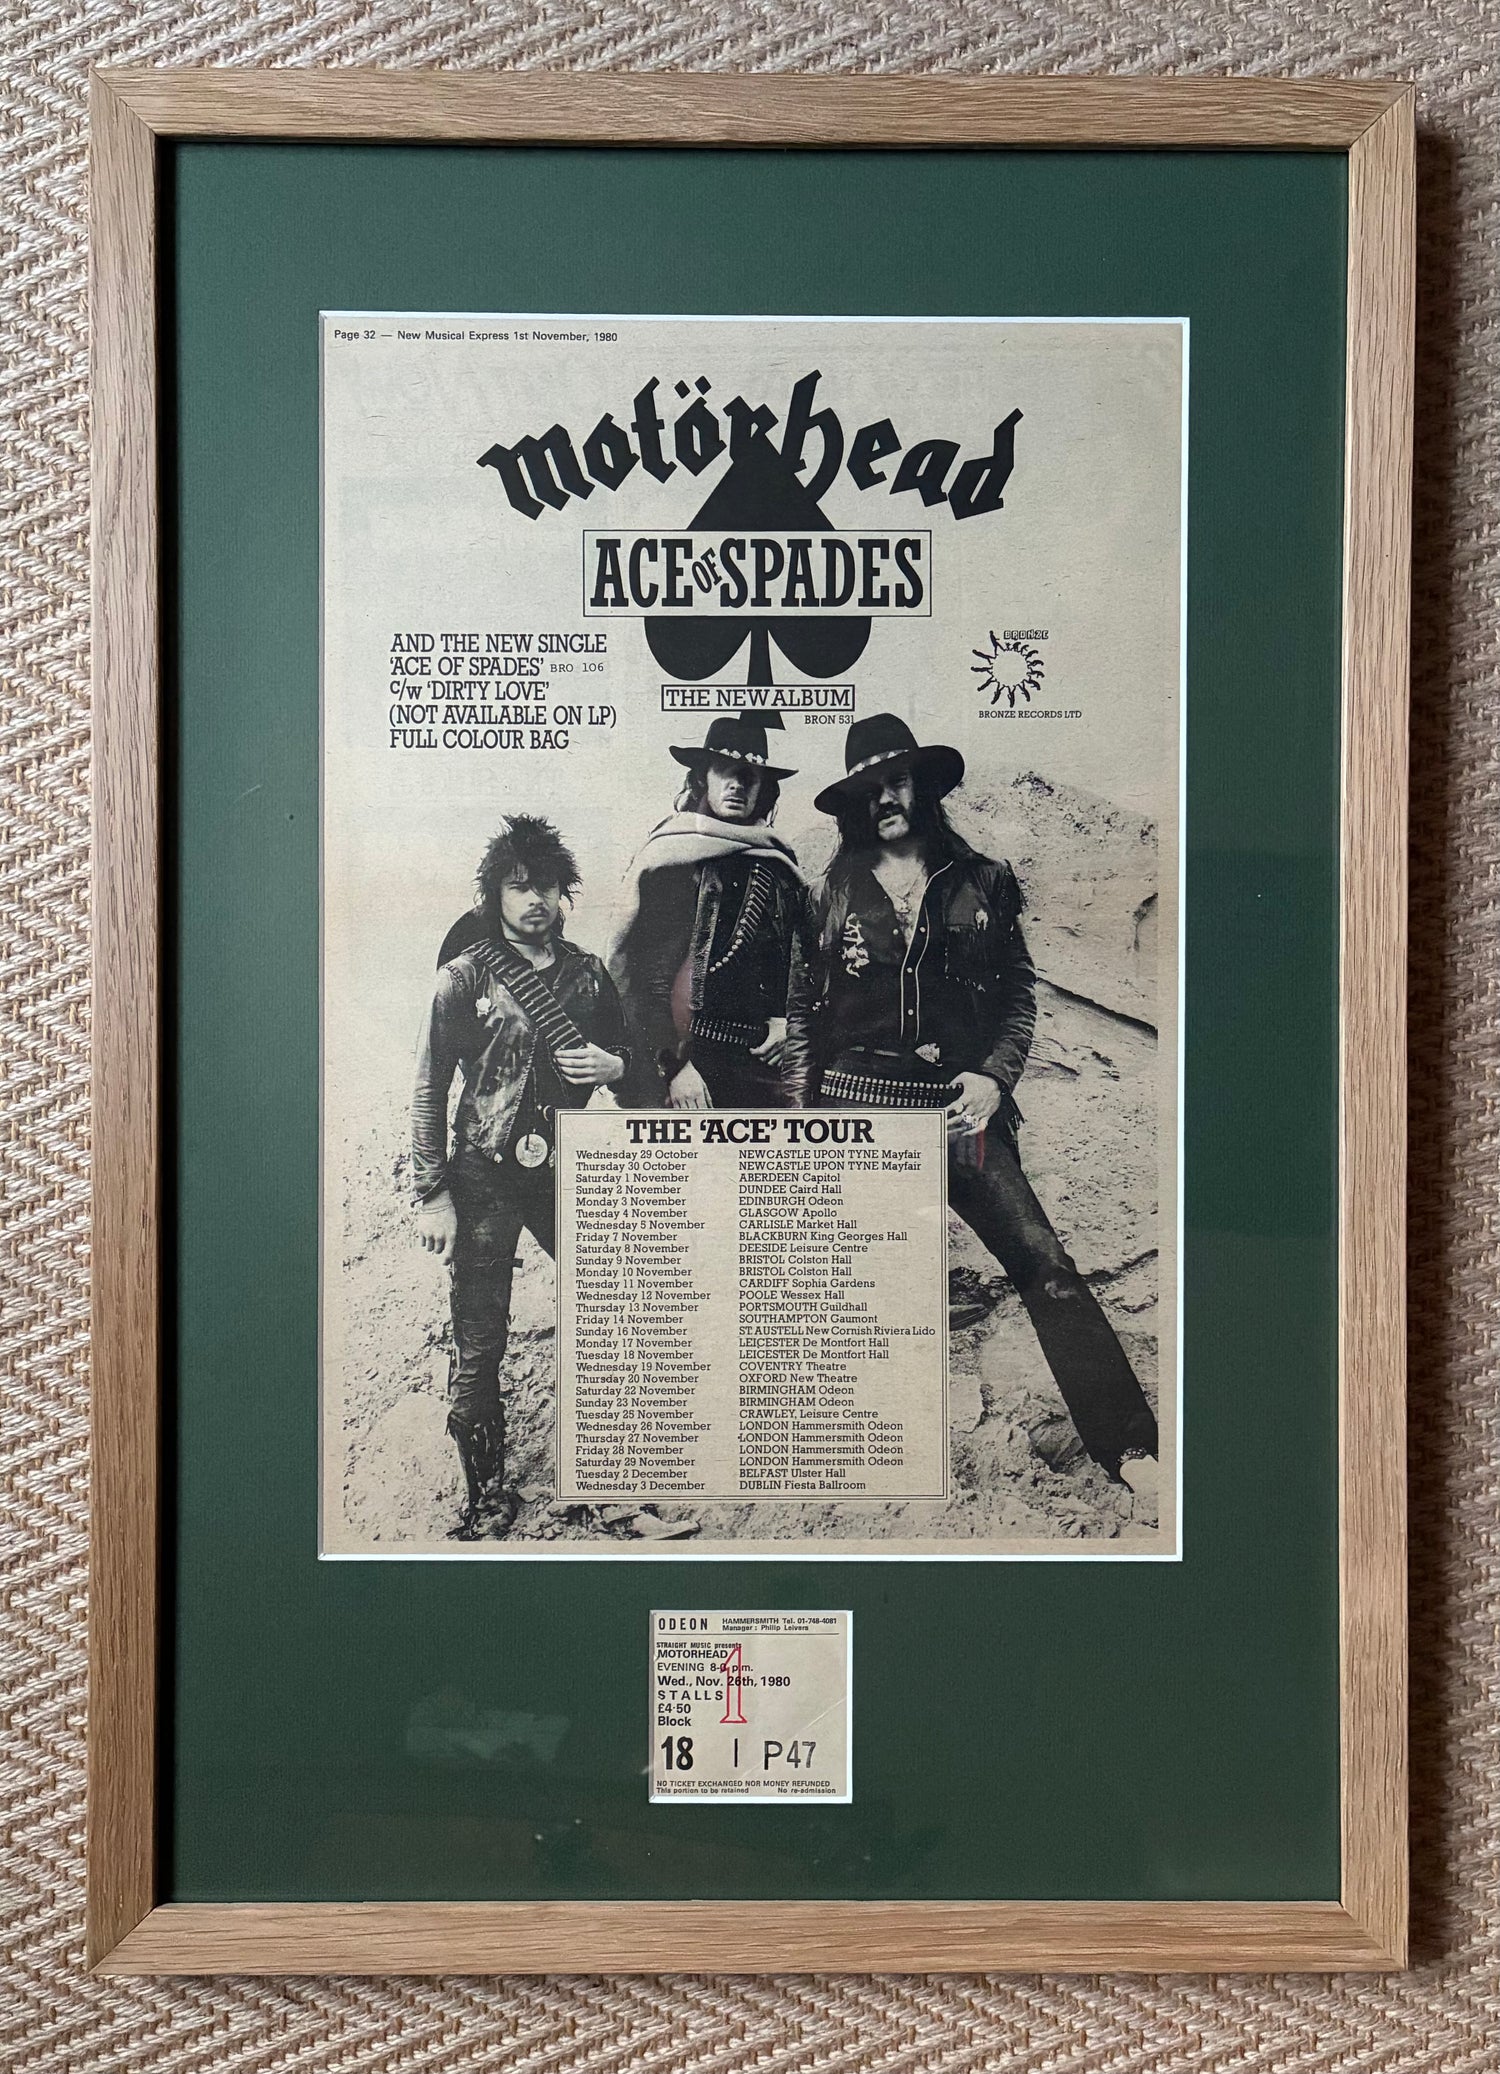 Page 32 — New Musical Express 1st November, 1980
motörhead
ACE OF SPADES
AND THE NEW SINGLE
'ACE OF SPADES' BRO 106
c/w 'DIRTY LOVE'
(NOT AVAILABLE ON LP)
FULL COLOUR BAG
THE NEW ALBUM
BRON 531
BRONZE
BRONZE RECORDS LTD
THE 'ACE' TOUR
Wednesday 29 October NEWCASTLE UPON TYNE Mayfair
Thursday 30 October NEWCASTLE UPON TYNE Mayfair
Saturday 1 November ABERDEEN Capitol
Sunday 2 November DUNDEE Caird Hall
Monday 3 November EDINBURGH Odeon
Tuesday 4 November GLASGOW Apollo
Wednesday 5 November CARLISLE Market Hall
Friday 7 November BLACKBURN King Georges Hall
Saturday 8 November DEESIDE Leisure Centre
Sunday 9 November BRISTOL Colston Hall
Monday 10 November BRISTOL Colston Hall
Tuesday 11 November CARDIFF Sophia Gardens
Wednesday 12 November POOLE Wessex Hall
Thursday 13 November PORTSMOUTH Guildhall
Friday 14 November SOUTHAMPTON Gaumont
Sunday 16 November ST. AUSTELL New Cornish Riviera Lido
Monday 17 November LEICESTER De Montfort Hall
Tuesday 18 November LEICESTER De Montfort Hall
Wednesday 19 November COVENTRY Theatre
Thursday 20 November OXFORD New Theatre
Saturday 22 November BIRMINGHAM Odeon
Sunday 23 November BIRMINGHAM Odeon
Tuesday 25 November CRAWLEY, Leisure Centre
Wednesday 26 November LONDON Hammersmith Odeon
Thursday 27 November LONDON Hammersmith Odeon
Friday 28 November LONDON Hammersmith Odeon
Saturday 29 November LONDON Hammersmith Odeon
Tuesday 2 December BELFAST Ulster Hall
Wednesday 3 December DUBLIN Fiesta Ballroom
ODEON HAMMERSMITH Tel. 01-748-4081
Manager: Philip Leivers
STRAIGHT MUSIC presents
MOTORHEAD
EVENING 8-0 p.m.
Wed., Nov. 26th, 1980
STALLS
£4·50
Block
1
18 | P47
NO TICKET EXCHANGED NOR MONEY REFUNDED
This portion to be retained No re-admission